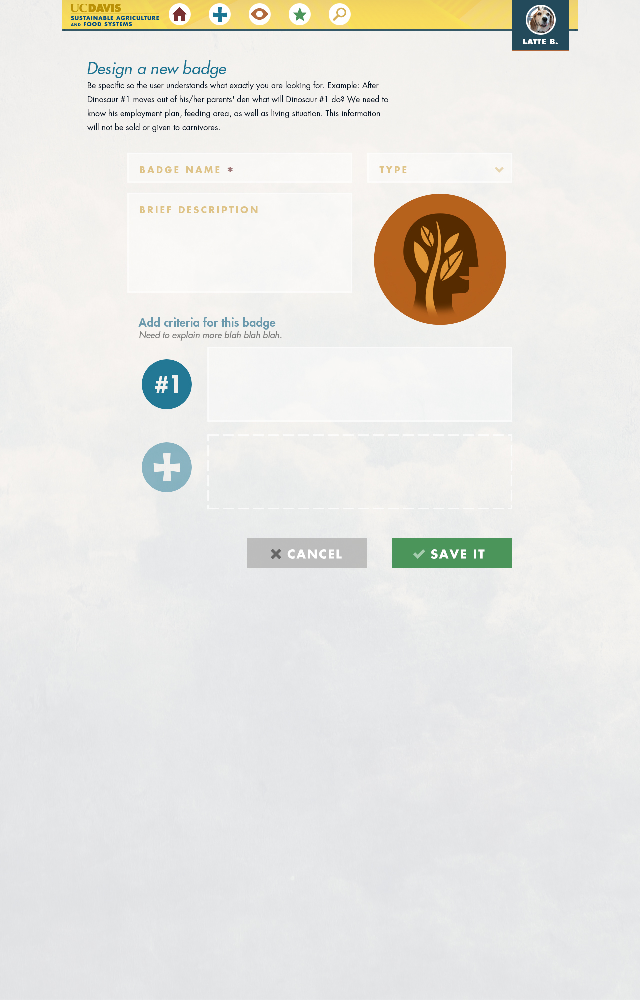 UCDAVIS
SUSTAINABLE AGRICULTURE
AND FOOD SYSTEMS
LATTE B.
Design a new badge
Be specific so the user understands what exactly you are looking for. Example: After
Dinosaur #1 moves out of his/her parents' den what will Dinosaur #1 do? We need to
know his employment plan, feeding area, as well as living situation. This information
will not be sold or given to carnivores.
BADGE NAME *
TYPE
BRIEF DESCRIPTION
Add criteria for this badge
Need to explain more blah blah blah.
#1
CANCEL
SAVE IT